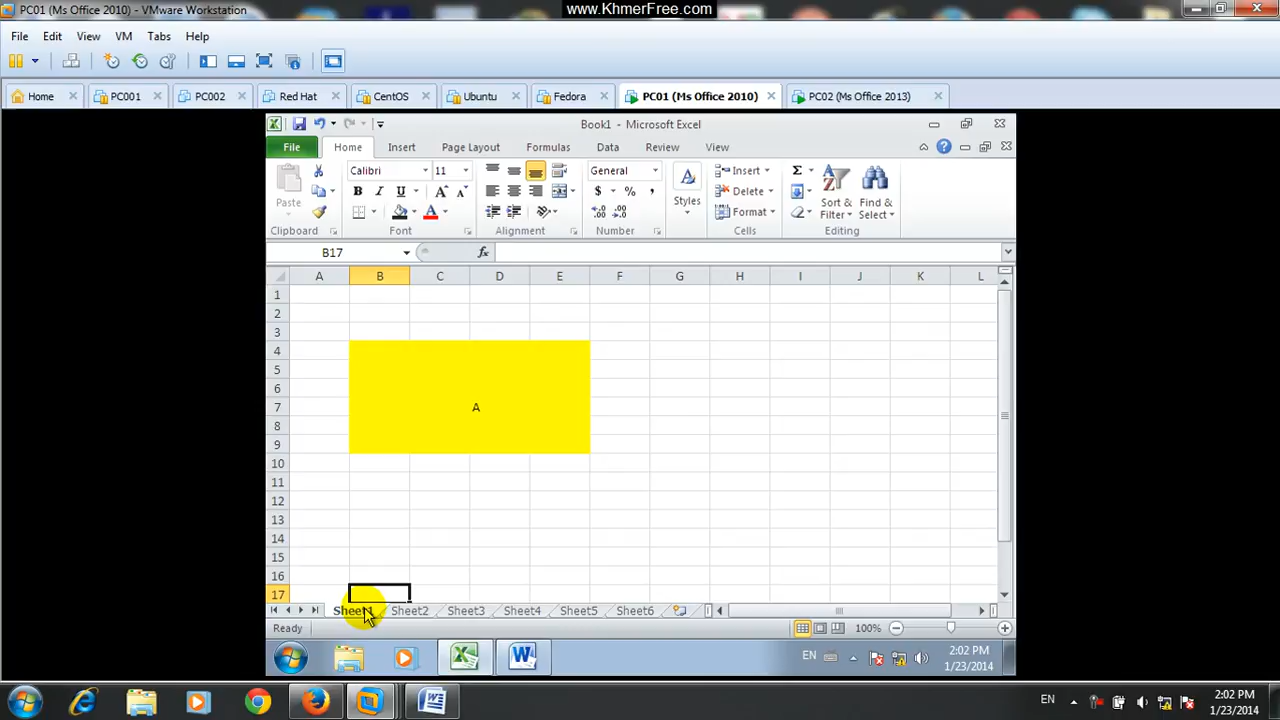 www.KhmerFree.com
PC01 (Ms Office 2010) - VMware Workstation
File Edit View VM Tabs Help
Home PC001 PC002 Red Hat CentOS Ubuntu Fedora PC01 (Ms Office 2010) PC02 (Ms Office 2013)
Book1 - Microsoft Excel
File Home Insert Page Layout Formulas Data Review View
Paste
Calibri 11
B I U A A
A
General
$ % ,
Styles
Insert
Delete
Format
Σ
Sort & Filter
Find & Select
Clipboard Font Alignment Number Cells Editing
B17 fx
A B C D E F G H I J K L
1
2
3
4
5
6
7 A
8
9
10
11
12
13
14
15
16
17
Sheet1 Sheet2 Sheet3 Sheet4 Sheet5 Sheet6
Ready 100%
EN 2:02 PM
1/23/2014
EN 2:02 PM
1/23/2014